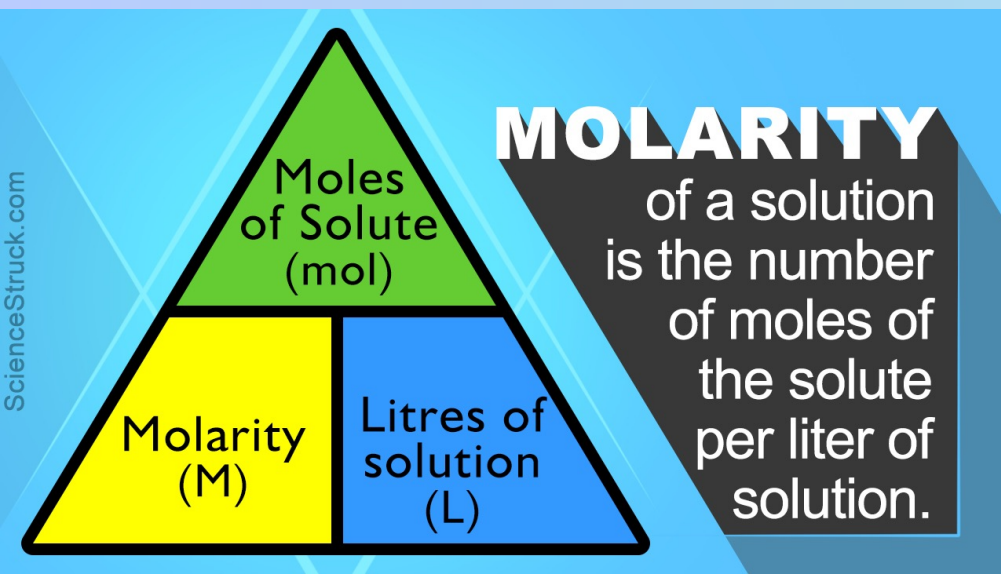 ScienceStruck.com
Moles
of Solute
(mol)
Molarity
(M)
Litres of
solution
(L)
MOLARITY
of a solution
is the number
of moles of
the solute
per liter of
solution.